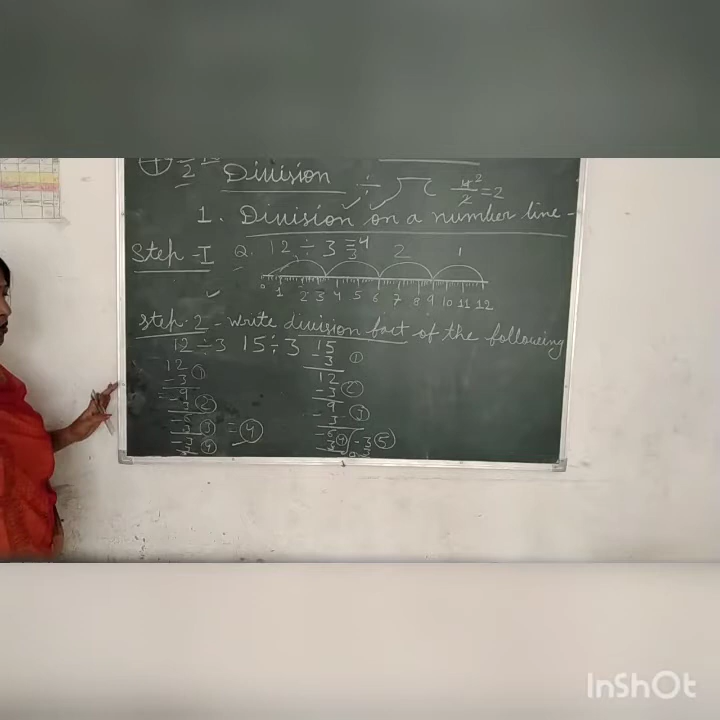 Division ÷
4² / 2 = 2
1. Division on a number line -
Step -I Q. 12 ÷ 3 = 4
3 2 1
0 1 2 3 4 5 6 7 8 9 10 11 12
Step-2 - write division fact of the following
12 ÷ 3 15 ÷ 3 15
- 3 1
12 12
- 3 1 - 3 2
9 9
- 3 2 - 3 3
6 6
- 3 3 = 4 - 3 4 - 3 5
- 3 4
InShOt